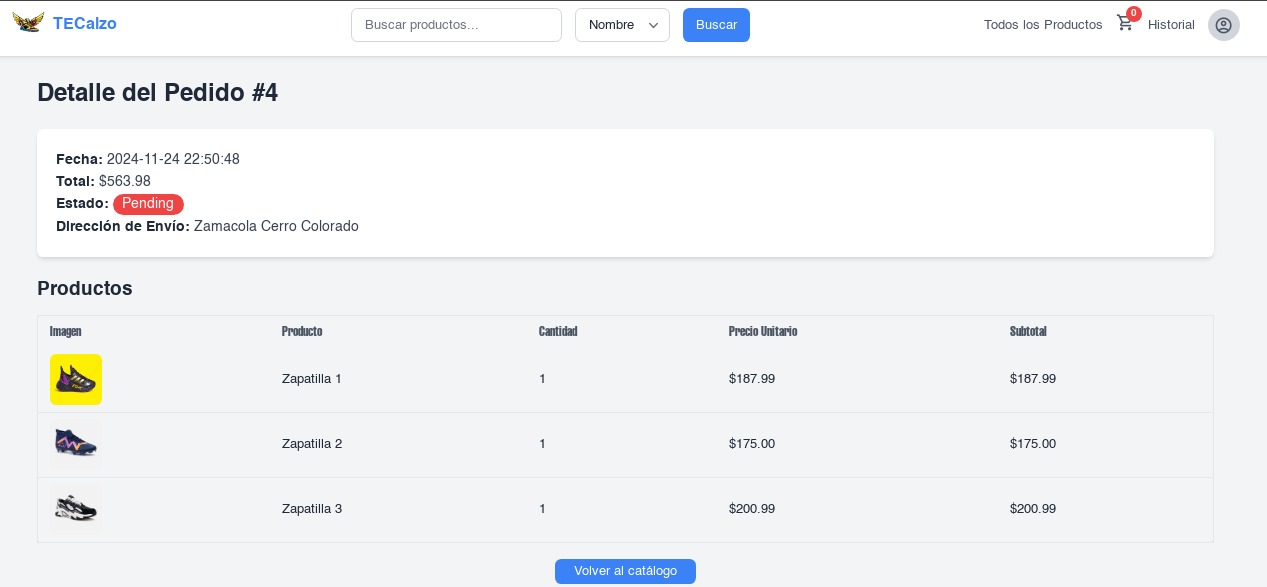 TECalzo Buscar productos... Nombre Buscar Todos los Productos 0 Historial
Detalle del Pedido #4
Fecha: 2024-11-24 22:50:48
Total: $563.98
Estado: Pending
Dirección de Envío: Zamacola Cerro Colorado
Productos
Imagen Producto Cantidad Precio Unitario Subtotal
Zapatilla 1 1 $187.99 $187.99
Zapatilla 2 1 $175.00 $175.00
Zapatilla 3 1 $200.99 $200.99
Volver al catálogo